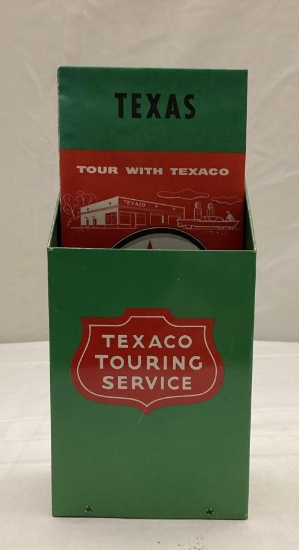 TEXAS
TOUR WITH TEXACO
TEXACO
TEXACO
TOURING
SERVICE